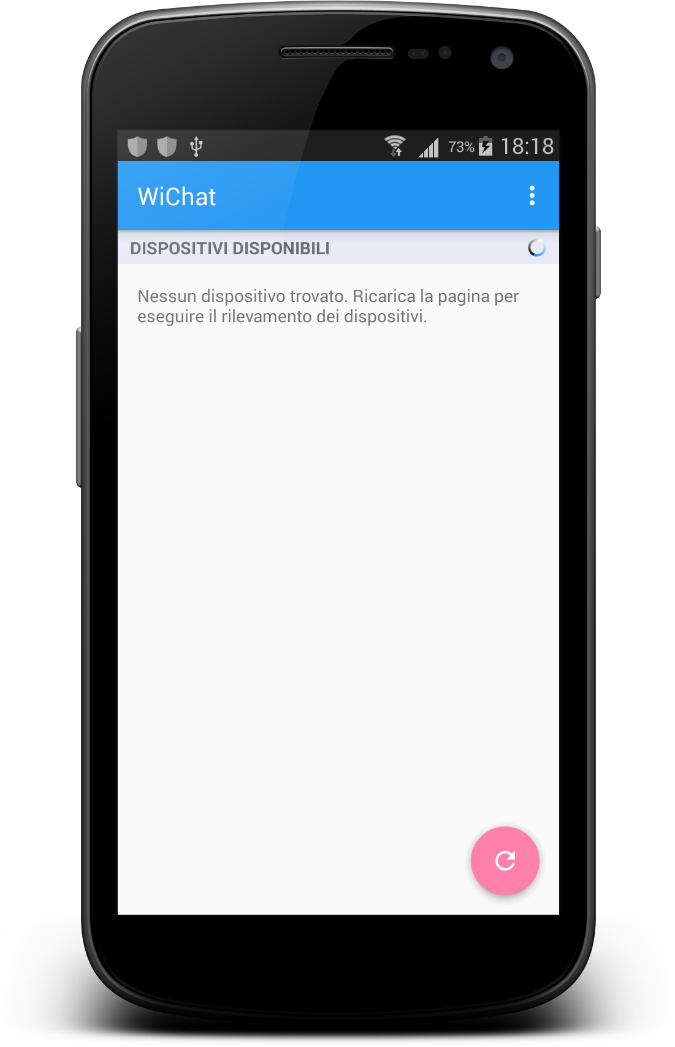 73% 18:18
WiChat
DISPOSITIVI DISPONIBILI
Nessun dispositivo trovato. Ricarica la pagina per
eseguire il rilevamento dei dispositivi.